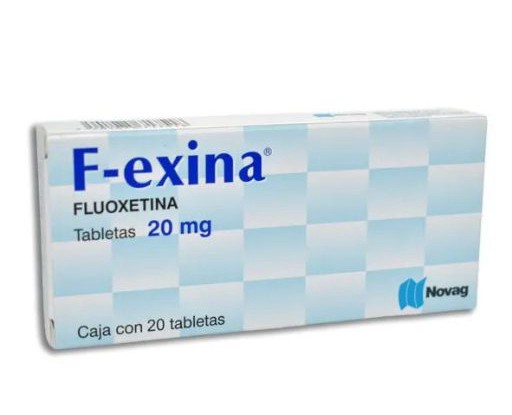 F-exina®
FLUOXETINA
Tabletas 20 mg
Novag
Caja con 20 tabletas